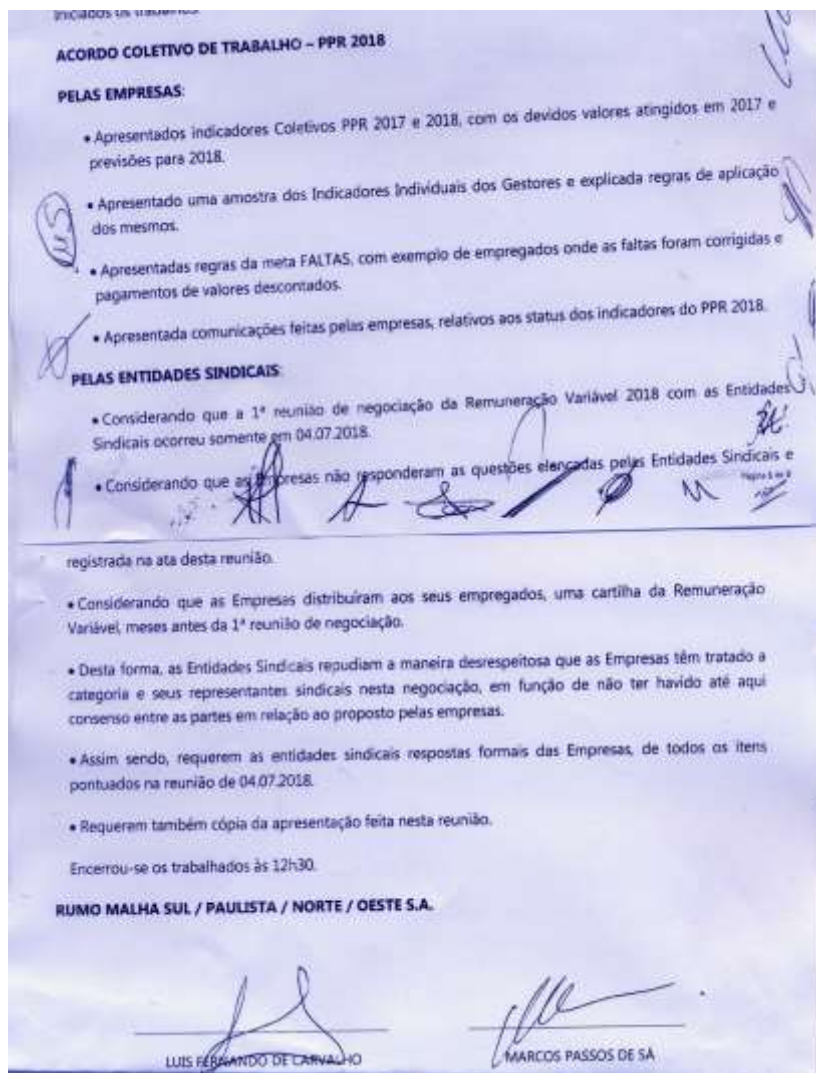 iniciados os trabalhos.
ACORDO COLETIVO DE TRABALHO – PPR 2018
PELAS EMPRESAS:
• Apresentados indicadores Coletivos PPR 2017 e 2018, com os devidos valores atingidos em 2017 e
previsões para 2018.
• Apresentado uma amostra dos Indicadores Individuais dos Gestores e explicada regras de aplicação
dos mesmos.
• Apresentadas regras da meta FALTAS, com exemplo de empregados onde as faltas foram corrigidas e
pagamentos de valores descontados.
• Apresentada comunicações feitas pelas empresas, relativos aos status dos indicadores do PPR 2018.
PELAS ENTIDADES SINDICAIS:
• Considerando que a 1ª reunião de negociação da Remuneração Variável 2018 com as Entidades
Sindicais ocorreu somente em 04.07.2018.
• Considerando que as Empresas não responderam as questões elencadas pelas Entidades Sindicais e
registrada na ata desta reunião.
• Considerando que as Empresas distribuíram aos seus empregados, uma cartilha da Remuneração
Variável, meses antes da 1ª reunião de negociação.
• Desta forma, as Entidades Sindicais repudiam a maneira desrespeitosa que as Empresas têm tratado a
categoria e seus representantes sindicais nesta negociação, em função de não ter havido até aqui
consenso entre as partes em relação ao proposto pelas empresas.
• Assim sendo, requerem as entidades sindicais respostas formais das Empresas, de todos os itens
pontuados na reunião de 04.07.2018.
• Requerem também cópia da apresentação feita nesta reunião.
Encerrou-se os trabalhados às 12h30.
RUMO MALHA SUL / PAULISTA / NORTE / OESTE S.A.
LUIS FERNANDO DE CARVALHO
MARCOS PASSOS DE SÁ